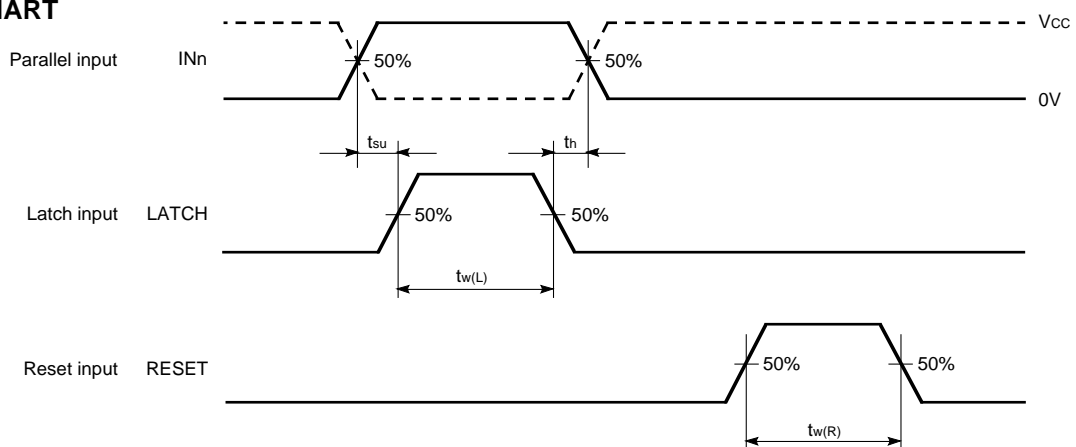 HART
Parallel input INn 50% 50% Vcc
0V
tsu th
Latch input LATCH 50% 50%
tw(L)
Reset input RESET 50% 50%
tw(R)